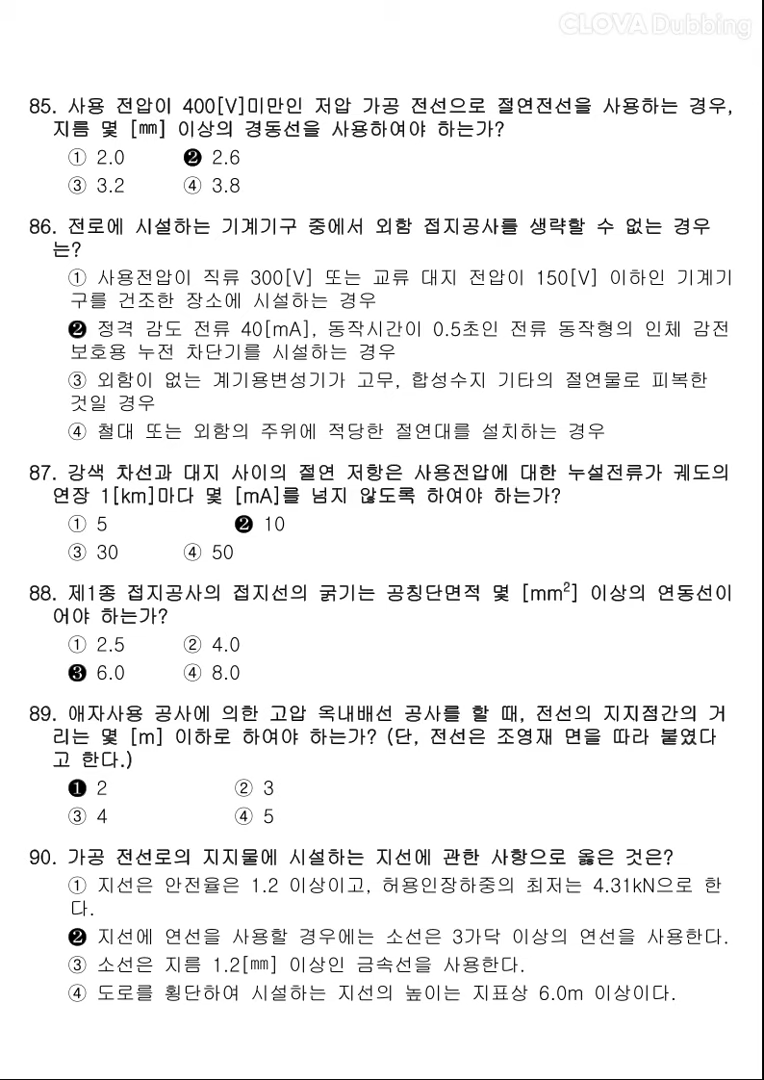 CLOVA Dubbing
85. 사용 전압이 400[V]미만인 저압 가공 전선으로 절연전선을 사용하는 경우,
지름 몇 [㎜] 이상의 경동선을 사용하여야 하는가?
① 2.0 ❷ 2.6
③ 3.2 ④ 3.8
86. 전로에 시설하는 기계기구 중에서 외함 접지공사를 생략할 수 없는 경우
는?
① 사용전압이 직류 300[V] 또는 교류 대지 전압이 150[V] 이하인 기계기
구를 건조한 장소에 시설하는 경우
❷ 정격 감도 전류 40[mA], 동작시간이 0.5초인 전류 동작형의 인체 감전
보호용 누전 차단기를 시설하는 경우
③ 외함이 없는 계기용변성기가 고무, 합성수지 기타의 절연물로 피복한
것일 경우
④ 철대 또는 외함의 주위에 적당한 절연대를 설치하는 경우
87. 강색 차선과 대지 사이의 절연 저항은 사용전압에 대한 누설전류가 궤도의
연장 1[km]마다 몇 [mA]를 넘지 않도록 하여야 하는가?
① 5 ❷ 10
③ 30 ④ 50
88. 제1종 접지공사의 접지선의 굵기는 공칭단면적 몇 [mm²] 이상의 연동선이
어야 하는가?
① 2.5 ② 4.0
❸ 6.0 ④ 8.0
89. 애자사용 공사에 의한 고압 옥내배선 공사를 할 때, 전선의 지지점간의 거
리는 몇 [m] 이하로 하여야 하는가? (단, 전선은 조영재 면을 따라 붙였다
고 한다.)
❶ 2 ② 3
③ 4 ④ 5
90. 가공 전선로의 지지물에 시설하는 지선에 관한 사항으로 옳은 것은?
① 지선은 안전율은 1.2 이상이고, 허용인장하중의 최저는 4.31kN으로 한
다.
❷ 지선에 연선을 사용할 경우에는 소선은 3가닥 이상의 연선을 사용한다.
③ 소선은 지름 1.2[㎜] 이상인 금속선을 사용한다.
④ 도로를 횡단하여 시설하는 지선의 높이는 지표상 6.0m 이상이다.